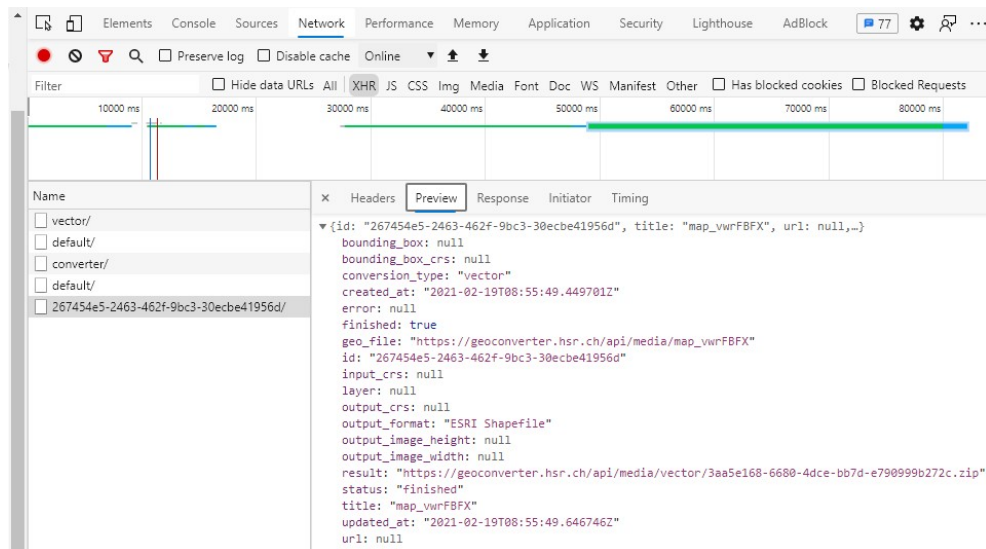 Elements Console Sources Network Performance Memory Application Security Lighthouse AdBlock 77
Preserve log Disable cache Online
Filter Hide data URLs All XHR JS CSS Img Media Font Doc WS Manifest Other Has blocked cookies Blocked Requests
10000 ms 20000 ms 30000 ms 40000 ms 50000 ms 60000 ms 70000 ms 80000 ms
Name
vector/
default/
converter/
default/
267454e5-2463-462f-9bc3-30ecbe41956d/
× Headers Preview Response Initiator Timing
▼{id: "267454e5-2463-462f-9bc3-30ecbe41956d", title: "map_vwrFBFX", url: null,…}
bounding_box: null
bounding_box_crs: null
conversion_type: "vector"
created_at: "2021-02-19T08:55:49.449701Z"
error: null
finished: true
geo_file: "https://geoconverter.hsr.ch/api/media/map_vwrFBFX"
id: "267454e5-2463-462f-9bc3-30ecbe41956d"
input_crs: null
layer: null
output_crs: null
output_format: "ESRI Shapefile"
output_image_height: null
output_image_width: null
result: "https://geoconverter.hsr.ch/api/media/vector/3aa5e168-6680-4dce-bb7d-e790999b272c.zip"
status: "finished"
title: "map_vwrFBFX"
updated_at: "2021-02-19T08:55:49.646746Z"
url: null